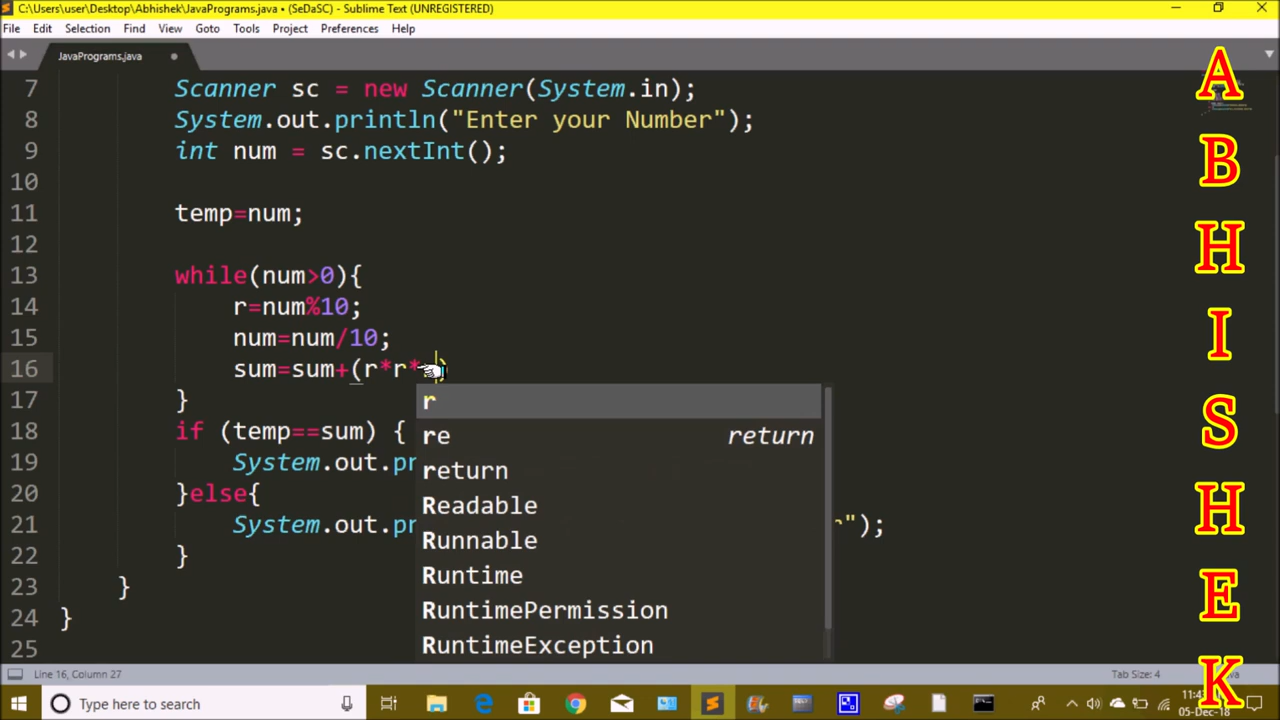 C:\Users\user\Desktop\Abhishek\JavaPrograms.java • (SeDaSC) - Sublime Text (UNREGISTERED)
File Edit Selection Find View Goto Tools Project Preferences Help
JavaPrograms.java
7 Scanner sc = new Scanner(System.in);
8 System.out.println("Enter your Number");
9 int num = sc.nextInt();
10
11 temp=num;
12
13 while(num>0){
14 r=num%10;
15 num=num/10;
16 sum=sum+(r*r*
17 }
18 if (temp==sum) {
19 System.out.pr
20 }else{
21 System.out.pr r");
22 }
23 }
24 }
25
r
re return
return
Readable
Runnable
Runtime
RuntimePermission
RuntimeException
A
B
H
I
S
H
E
K
Line 16, Column 27 Tab Size: 4
Type here to search
05-Dec-18